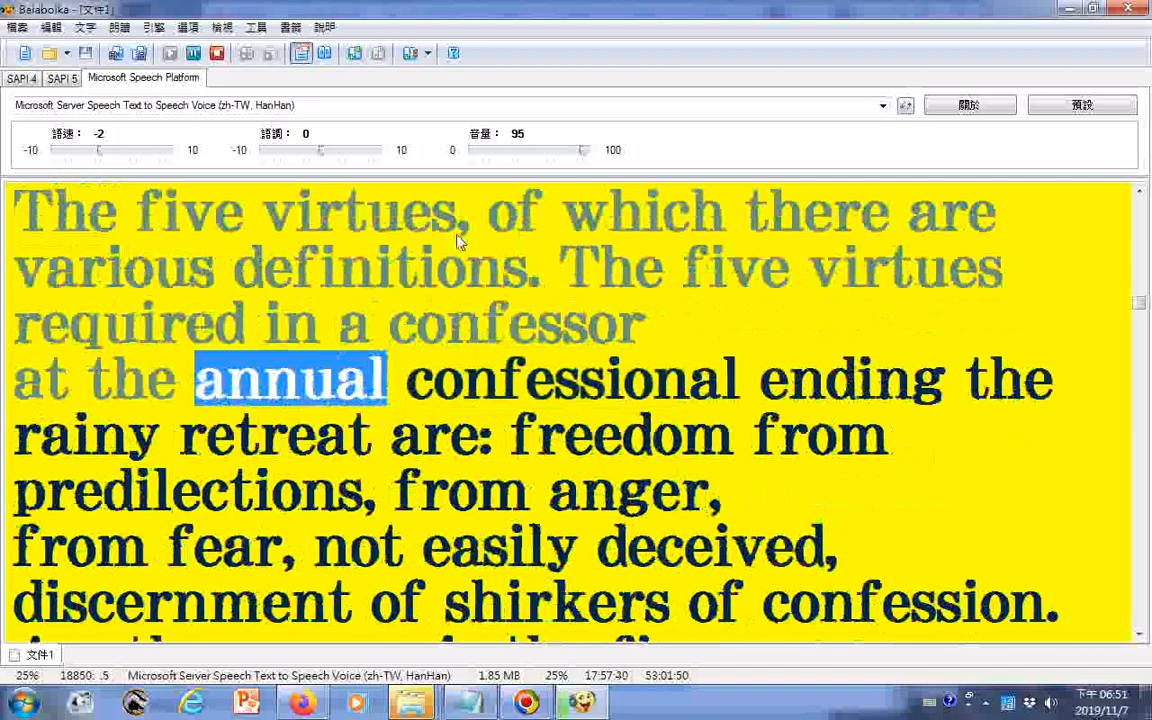 Balabolka - [文件1]
檔案 編輯 文字 朗讀 引擎 選項 檢視 工具 書籤 說明
SAPI 4 SAPI 5 Microsoft Speech Platform
Microsoft Server Speech Text to Speech Voice (zh-TW, HanHan) 關於 預設
語速： -2 語調： 0 音量： 95
-10 10 -10 10 0 100
The five virtues, of which there are
various definitions. The five virtues
required in a confessor
at the annual confessional ending the
rainy retreat are: freedom from
predilections, from anger,
from fear, not easily deceived,
discernment of shirkers of confession.
文件1
25% 18850: .5 Microsoft Server Speech Text to Speech Voice (zh-TW, HanHan) 1.85 MB 25% 17:57:40 53:01:50
下午 06:51
2019/11/7